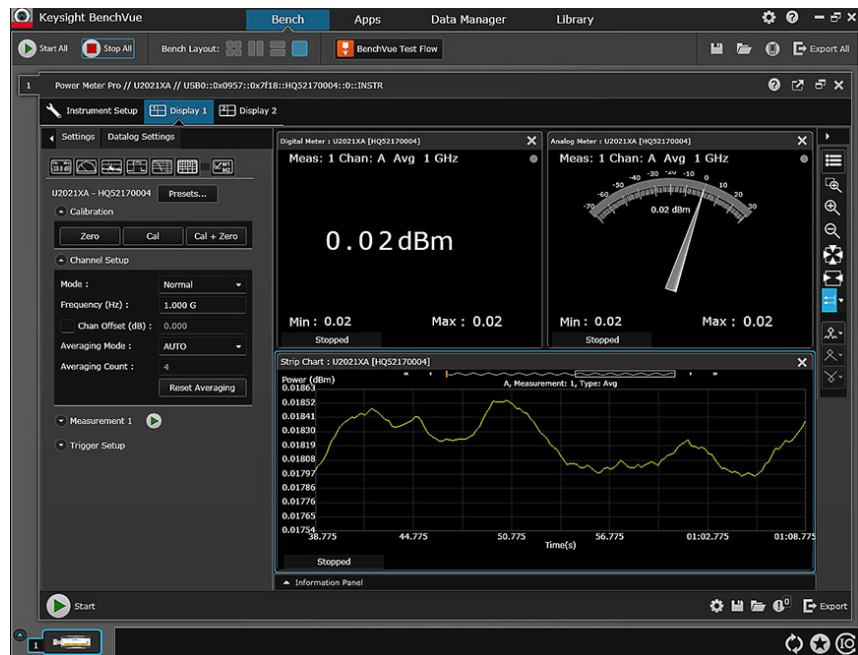 Keysight BenchVue
Bench Apps Data Manager Library
Start All Stop All Bench Layout: BenchVue Test Flow Export All
1 Power Meter Pro // U2021XA // USB0::0x0957::0x7f18::HQ52170004::0::INSTR
Instrument Setup Display 1 Display 2
Settings Datalog Settings
U2021XA - HQ52170004 Presets...
Calibration
Zero Cal Cal + Zero
Channel Setup
Mode : Normal
Frequency (Hz) : 1.000 G
Chan Offset (dB) : 0.000
Averaging Mode : AUTO
Averaging Count : 4
Reset Averaging
Measurement 1
Trigger Setup
Digital Meter : U2021XA [HQ52170004]
Meas: 1 Chan: A Avg 1 GHz
0.02dBm
Min : 0.02 Max : 0.02
Stopped
Analog Meter : U2021XA [HQ52170004]
Meas: 1 Chan: A Avg 1 GHz
-70 -60 -50 -40 -30 -20 -10 0 10 20 30
0.02 dBm
Min : 0.02 Max : 0.02
Stopped
Strip Chart : U2021XA [HQ52170004]
Power (dBm)
A, Measurement: 1, Type: Avg
0.01863
0.01852
0.01841
0.01830
0.01819
0.01808
0.01797
0.01786
0.01776
0.01765
0.01754
38.775 44.775 50.775 56.775 01:02.775 01:08.775
Time(s)
Stopped
Information Panel
Start 0 Export
1